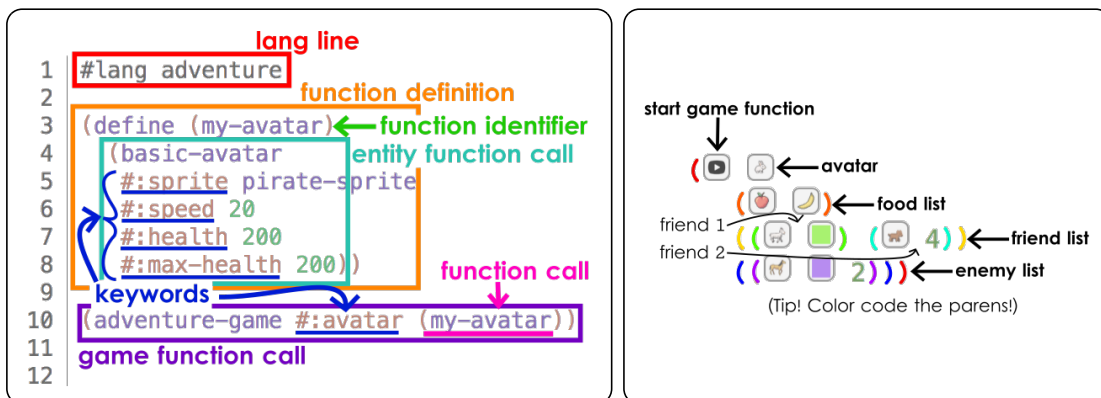 lang line
1 #lang adventure
2
function definition
3 (define (my-avatar) function identifier
4 (basic-avatar entity function call
5 #:sprite pirate-sprite
6 #:speed 20
7 #:health 200
8 #:max-health 200))
function call
9 keywords
10 (adventure-game #:avatar (my-avatar))
11 game function call
12
start game function
( avatar
( ) food list
friend 1
( ( ) ( 4 ) ) friend list
friend 2
( ( 2 ) ) ) enemy list
(Tip! Color code the parens!)